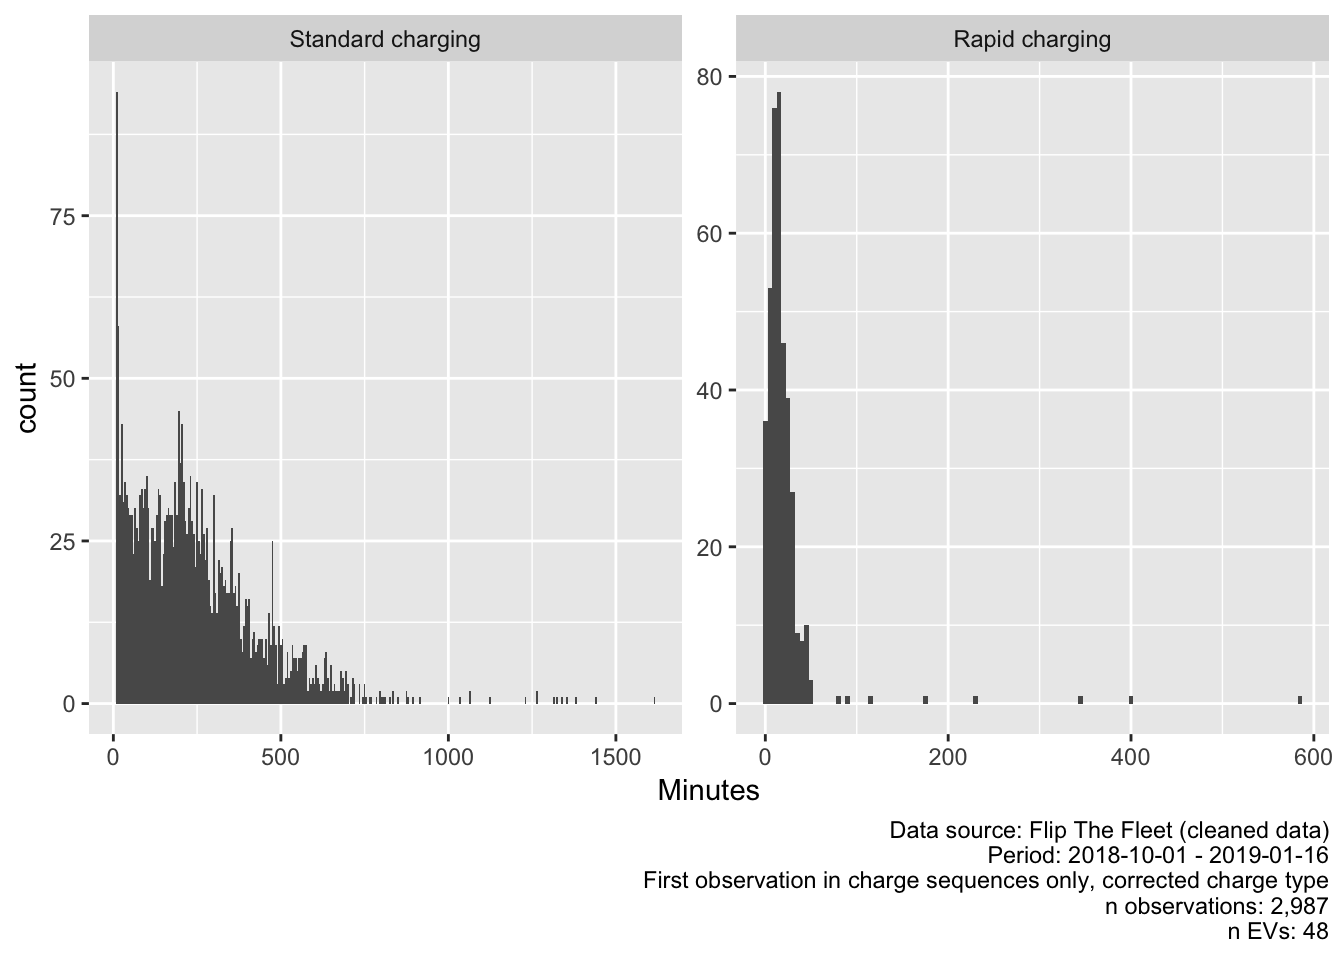 Standard charging
Rapid charging
count
75
50
25
0
0
500
1000
1500
80
60
40
20
0
0
200
400
600
Minutes
Data source: Flip The Fleet (cleaned data)
Period: 2018-10-01 - 2019-01-16
First observation in charge sequences only, corrected charge type
n observations: 2,987
n EVs: 48